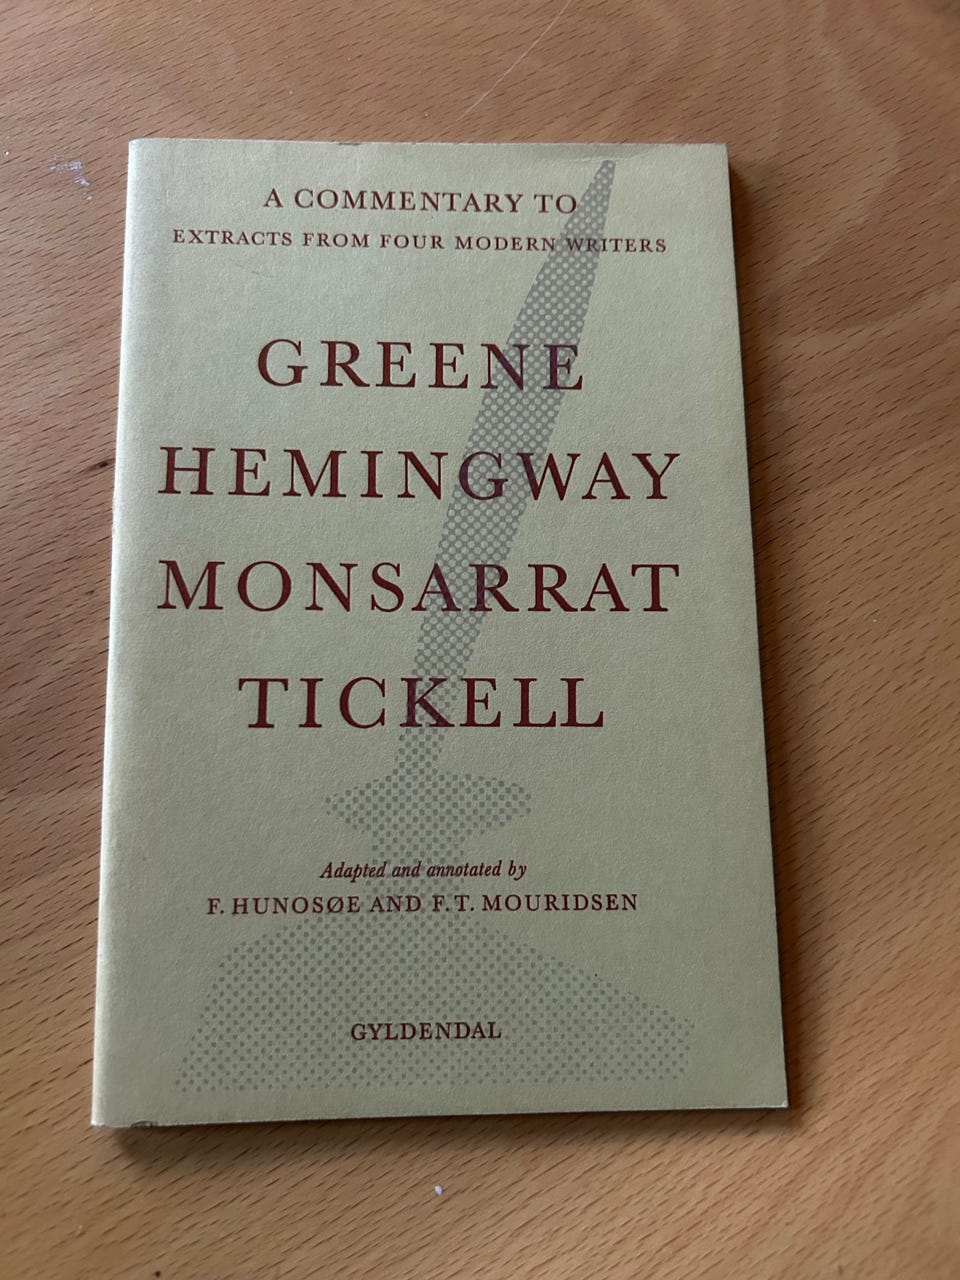 A COMMENTARY TO
EXTRACTS FROM FOUR MODERN WRITERS
GREENE
HEMINGWAY
MONSARRAT
TICKELL
Adapted and annotated by
F. HUNOSØE AND F. T. MOURIDSEN
GYLDENDAL